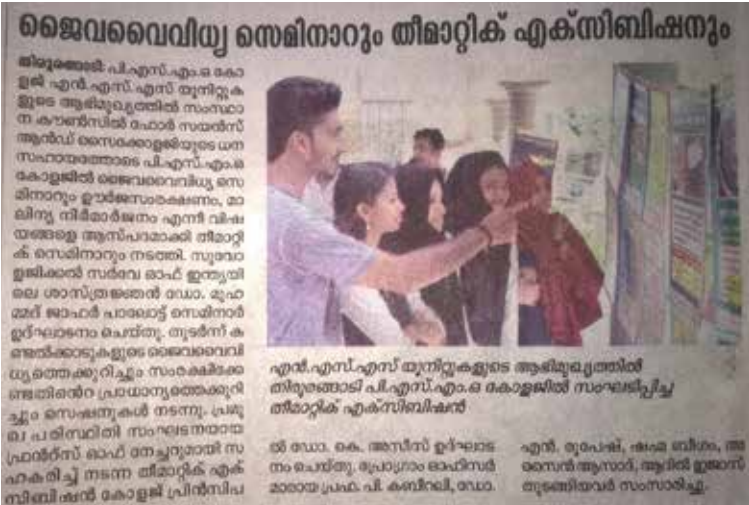 ജൈവവൈവിധ്യ സെമിനാറും തീമാറ്റിക് എക്സിബിഷനും
തിരൂരങ്ങാടി: പി.എസ്.എം.ഒ കോ
ളജ് എൻ.എസ്.എസ് യൂനിറ്റുക
ളുടെ ആഭിമുഖ്യത്തിൽ സംസ്ഥാ
ന കൗൺസിൽ ഫോർ സയൻസ്
ആൻഡ് സൈക്കോളജിയുടെ ധന
സഹായത്തോടെ പി.എസ്.എം.ഒ
കോളജിൽ ജൈവവൈവിധ്യ സെ
മിനാറും ഊർജസംരക്ഷണം, മാ
ലിന്യ നിർമാർജനം എന്നീ വിഷ
യങ്ങളെ ആസ്പദമാക്കി തീമാറ്റി
ക് സെമിനാറും നടത്തി. സുവോ
ളജിക്കൽ സർവേ ഓഫ് ഇന്ത്യയി
ലെ ശാസ്ത്രജ്ഞൻ ഡോ. മുഹ
മ്മദ് ജാഫർ പാലോട്ട് സെമിനാർ
ഉദ്ഘാടനം ചെയ്തു. തുടർന്ന് ക
ണ്ടൽക്കാടുകളുടെ ജൈവവൈവി
ധ്യത്തെക്കുറിച്ചും സംരക്ഷിക്കേ
ണ്ടതിന്റെ പ്രാധാന്യത്തെക്കുറി
ച്ചും സെഷനുകൾ നടന്നു. പ്രമു
ഖ പരിസ്ഥിതി സംഘടനയായ
ഫ്രൻഡ്സ് ഓഫ് നേച്ചറുമായി സ
ഹകരിച്ച് നടന്ന തീമാറ്റിക് എക്
സിബിഷൻ കോളജ് പ്രിൻസിപ
എൻ.എസ്.എസ് യൂനിറ്റുകളുടെ ആഭിമുഖ്യത്തിൽ
തിരൂരങ്ങാടി പി.എസ്.എം.ഒ കോളജിൽ സംഘടിപ്പിച്ച
തീമാറ്റിക് എക്സിബിഷൻ
ൽ ഡോ. കെ. അസീസ് ഉദ്ഘാട
നം ചെയ്തു. പ്രോഗ്രാം ഓഫിസർ
മാരായ പ്രഫ. പി. കബീറലി, ഡോ.
എൻ. രൂപേഷ്, ഷഹ്ന ബീഗം, അ
സൈൻ ആസാദ്, ആദിൽ ഇജാസ്
തുടങ്ങിയവർ സംസാരിച്ചു.